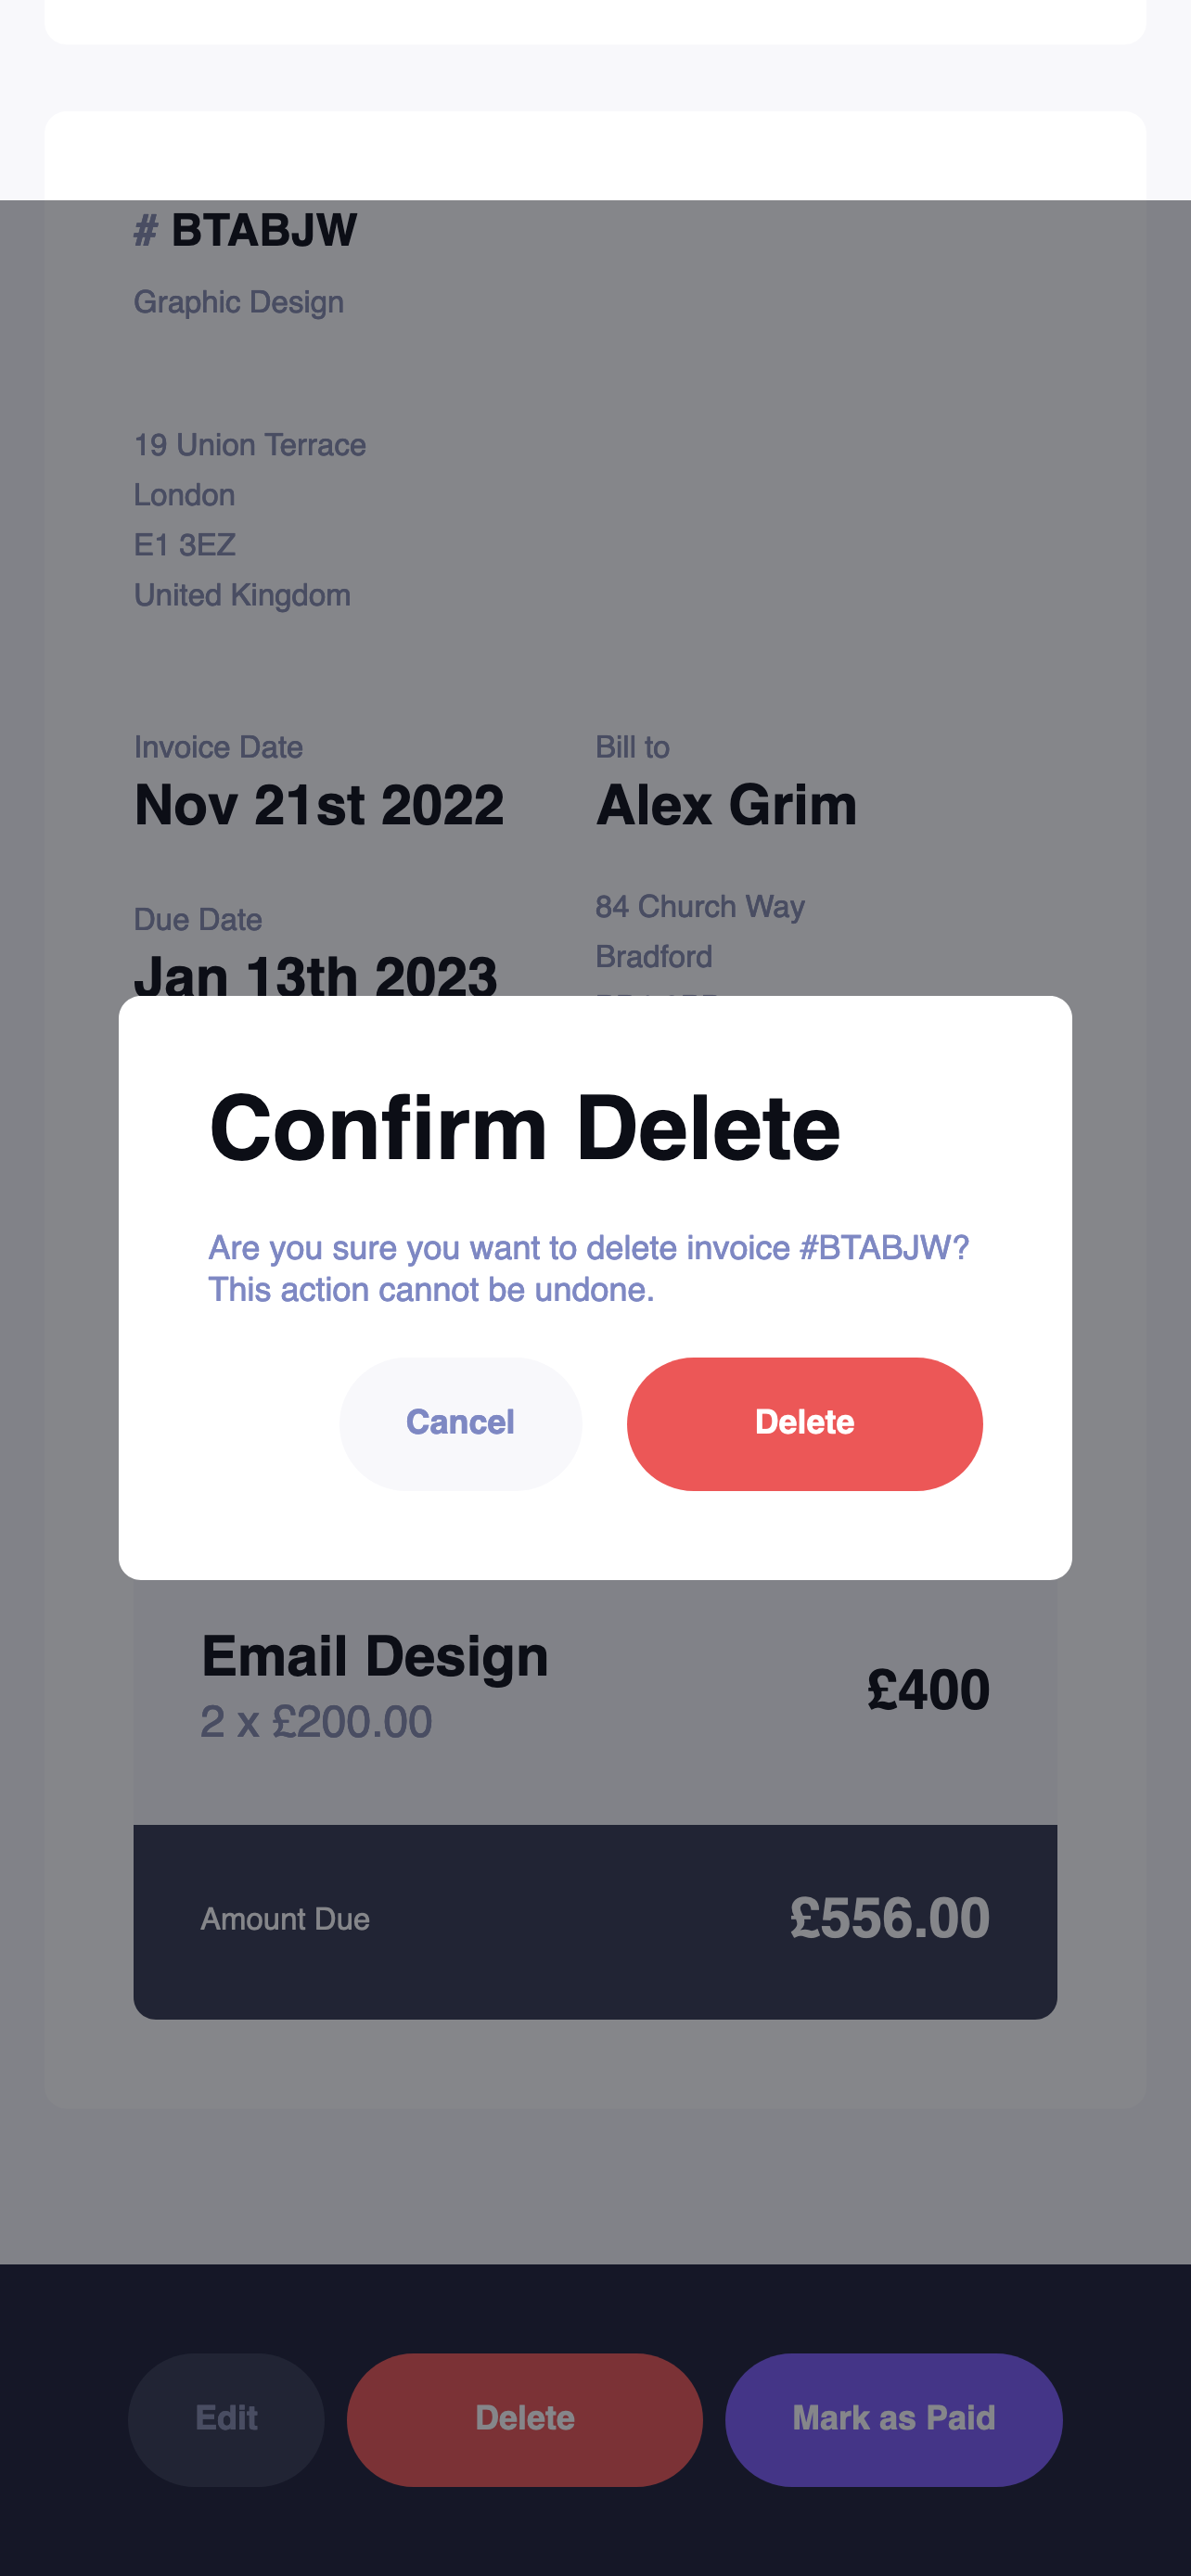 # BTABJW
Graphic Design
19 Union Terrace
London
E1 3EZ
United Kingdom
Invoice Date
Nov 21st 2022
Bill to
Alex Grim
Due Date
Jan 13th 2023
84 Church Way
Bradford
Confirm Delete
Are you sure you want to delete invoice #BTABJW?
This action cannot be undone.
Cancel
Delete
Email Design
2 x £200.00
£400
Amount Due
£556.00
Edit
Delete
Mark as Paid